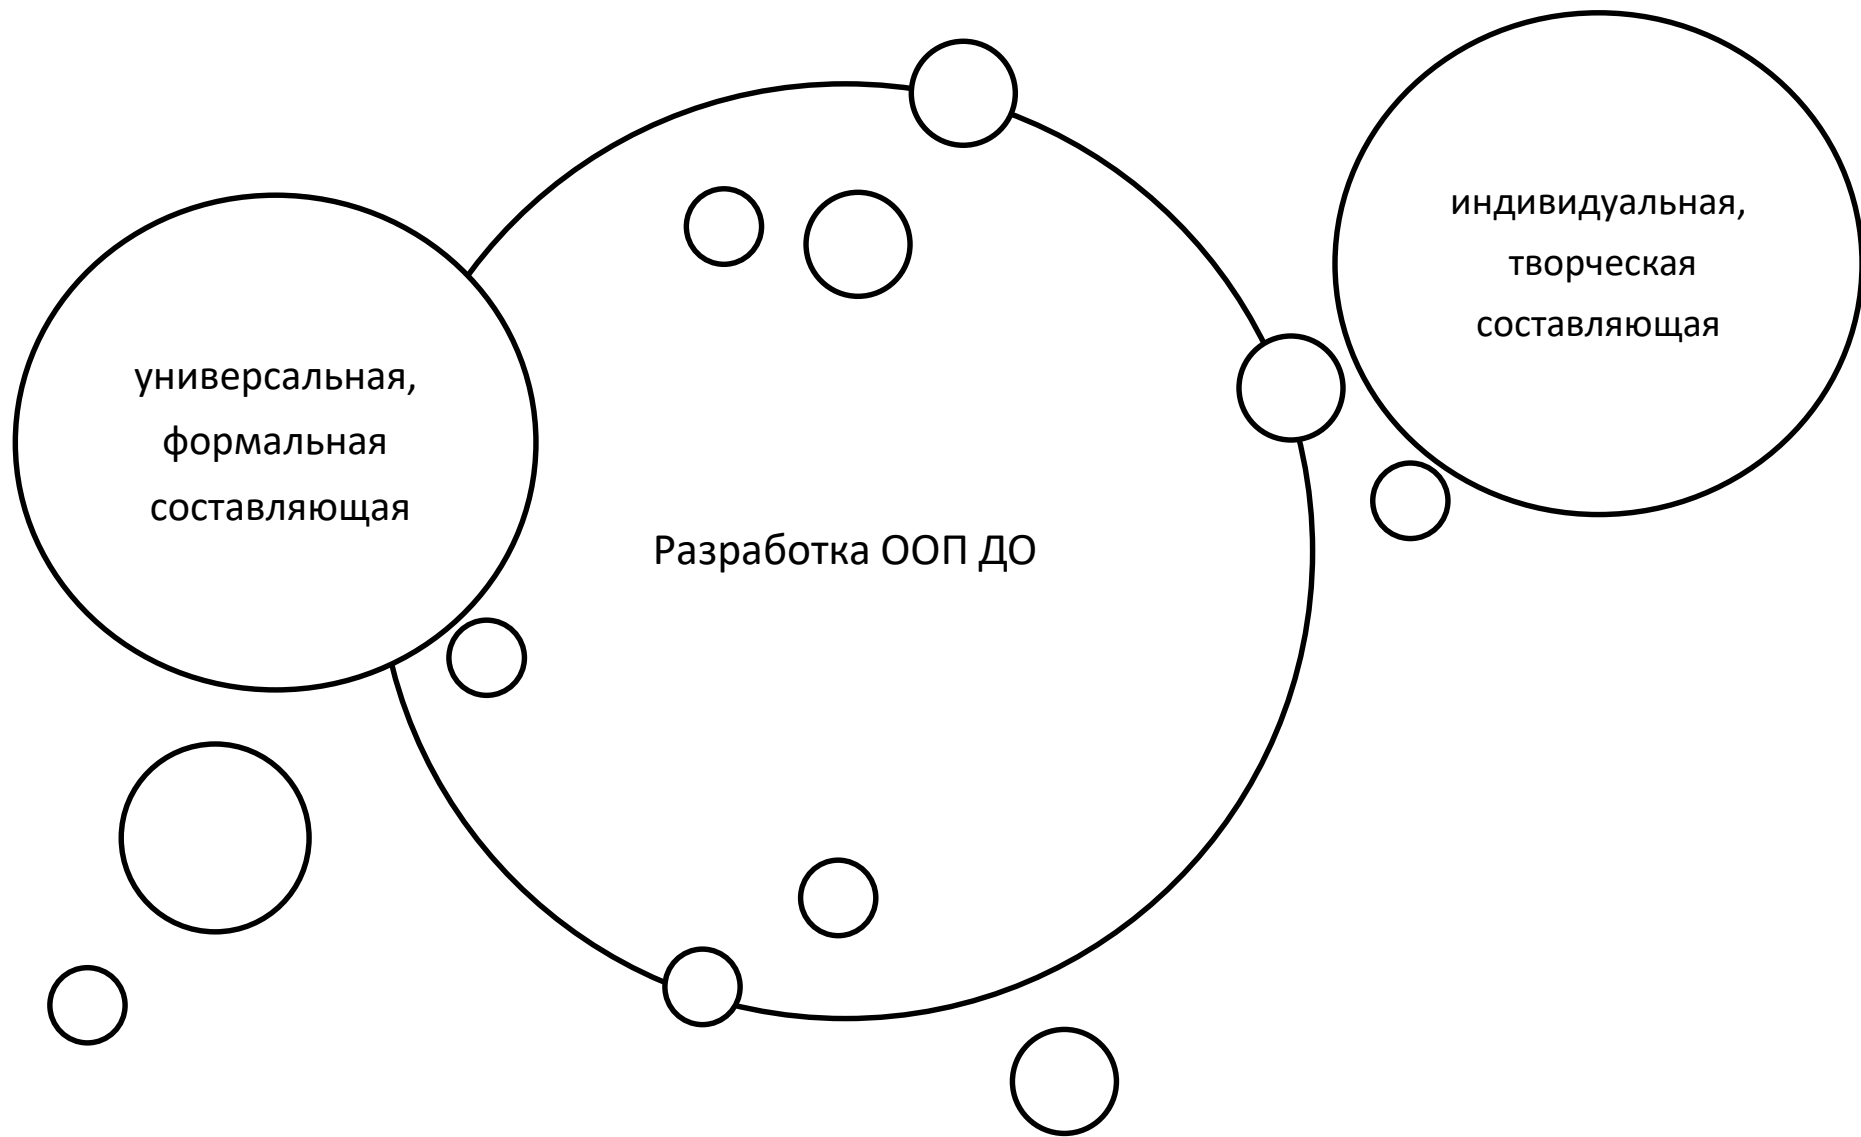 универсальная,
формальная
составляющая
Разработка ООП ДО
индивидуальная,
творческая
составляющая